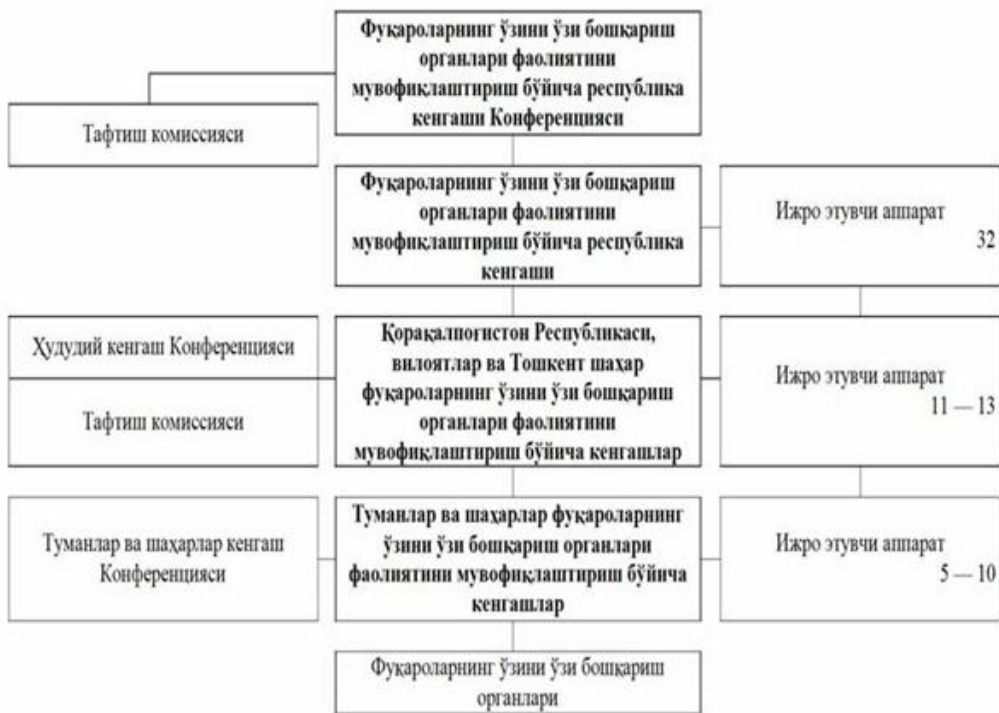 Фуқароларнинг ўзини ўзи бошқариш
органлари фаолиятини
мувофиқлаштириш бўйича республика
кенгаши Конференцияси
Тафтиш комиссияси
Фуқароларнинг ўзини ўзи бошқариш
органлари фаолиятини
мувофиқлаштириш бўйича республика
кенгаши
Ижро этувчи аппарат
32
Ҳудудий кенгаш Конференцияси
Тафтиш комиссияси
Қорақалпоғистон Республикаси,
вилоятлар ва Тошкент шаҳар
фуқароларнинг ўзини ўзи бошқариш
органлари фаолиятини
мувофиқлаштириш бўйича кенгашлар
Ижро этувчи аппарат
11 — 13
Туманлар ва шаҳарлар кенгаш
Конференцияси
Туманлар ва шаҳарлар фуқароларнинг
ўзини ўзи бошқариш органлари
фаолиятини мувофиқлаштириш бўйича
кенгашлар
Ижро этувчи аппарат
5 — 10
Фуқароларнинг ўзини ўзи бошқариш
органлари